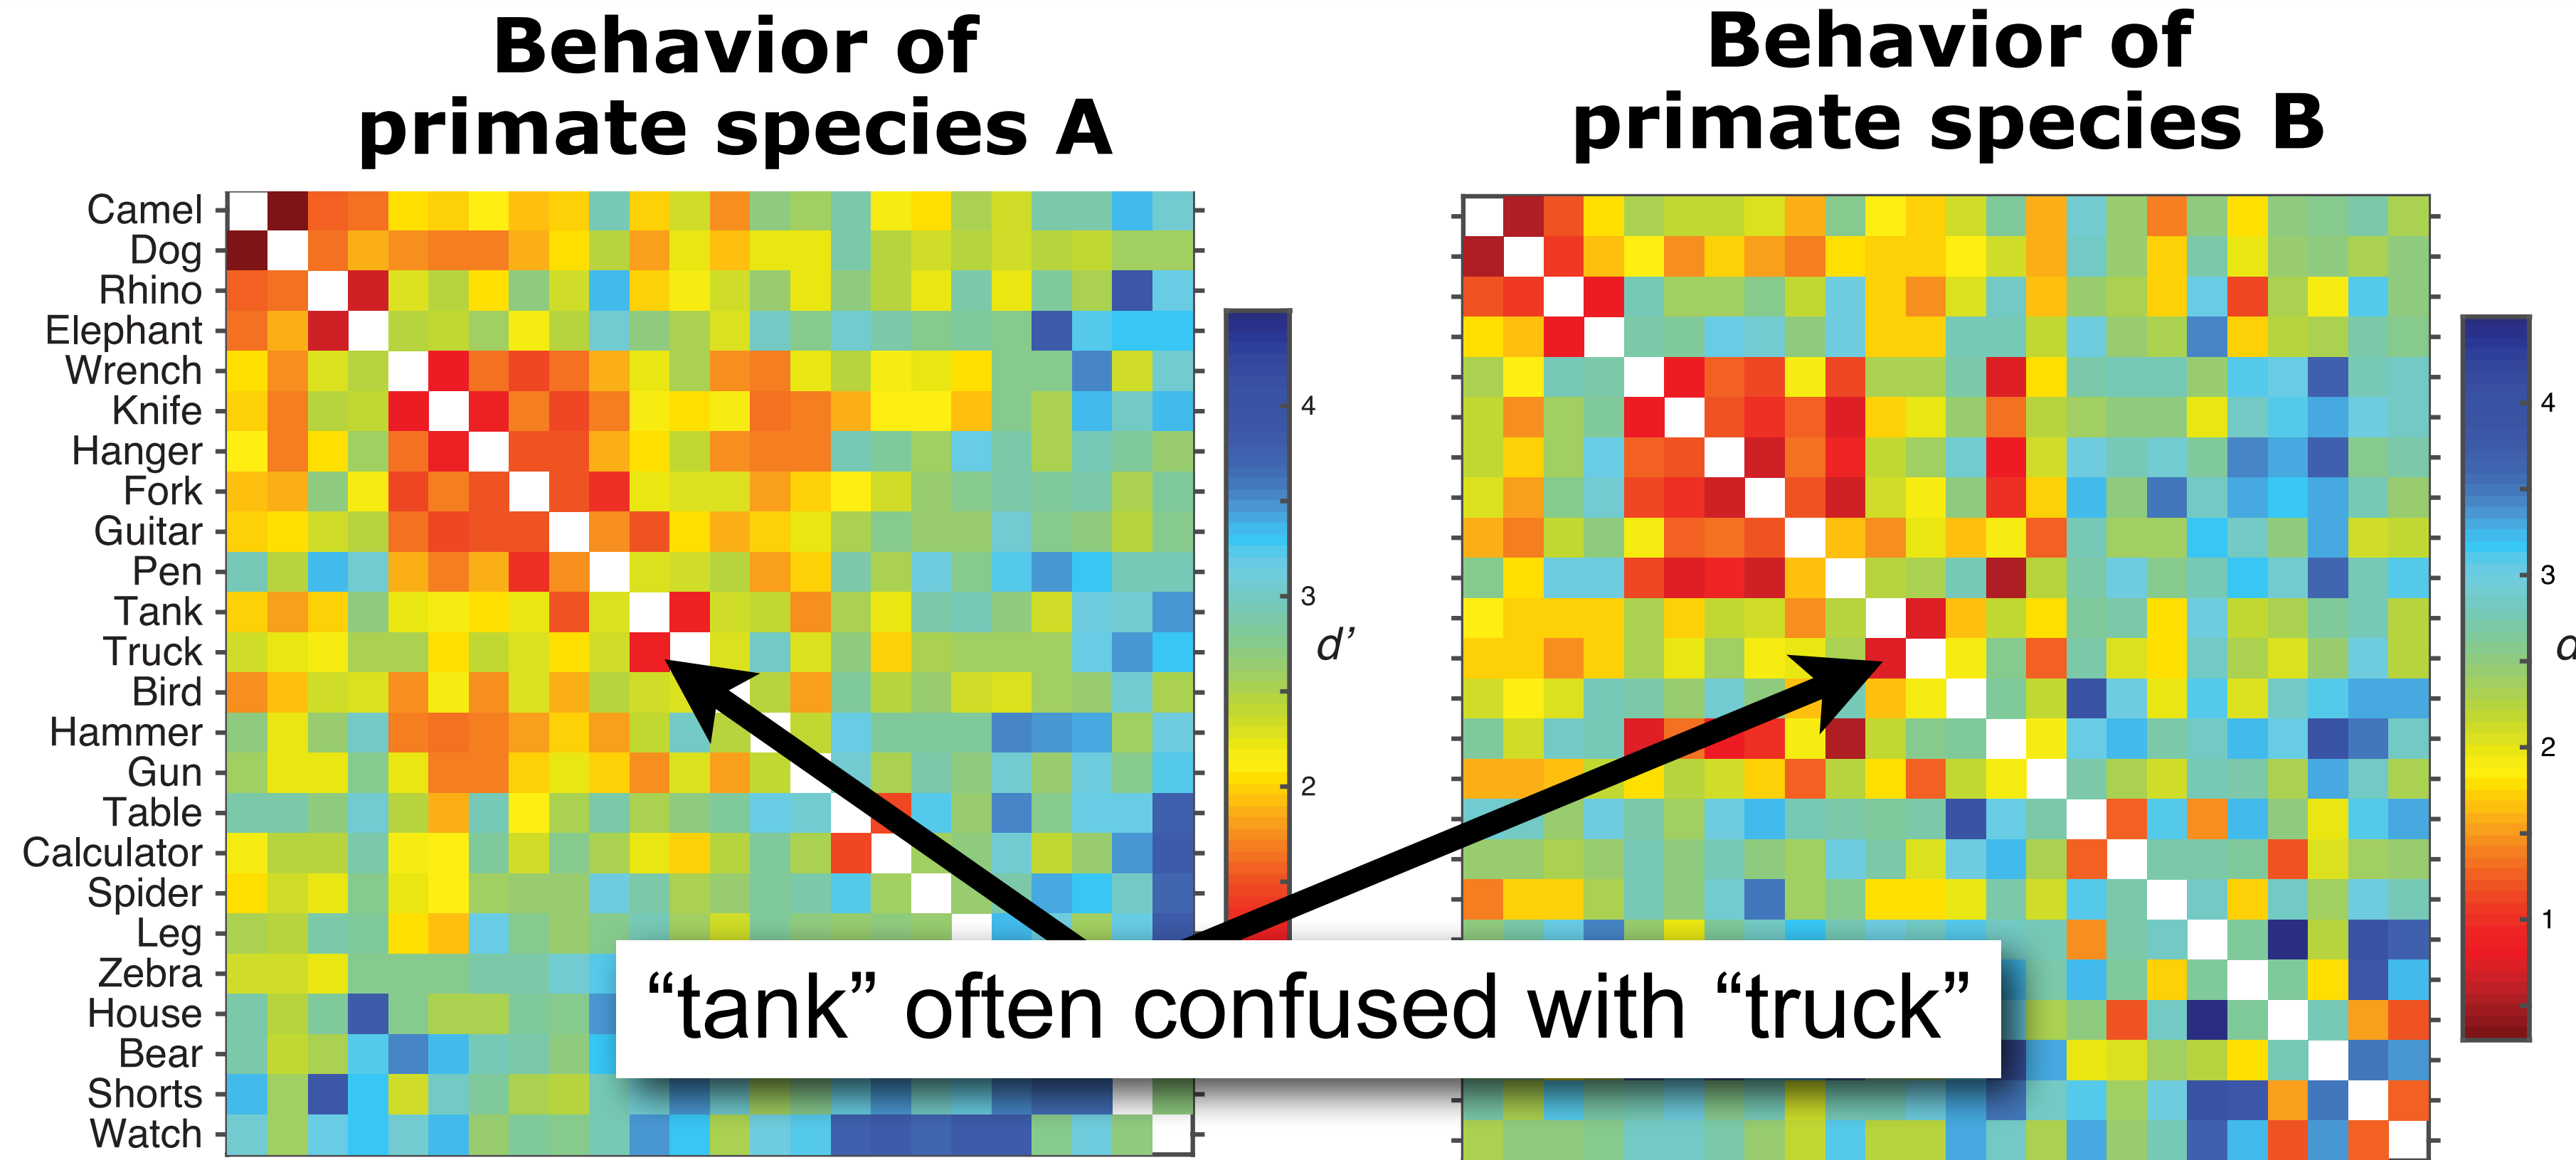 Behavior of
primate species A
Behavior of
primate species B
Camel
Dog
Rhino
Elephant
Wrench
Knife
Hanger
Fork
Guitar
Pen
Tank
Truck
Bird
Hammer
Gun
Table
Calculator
Spider
Leg
Zebra
House
Bear
Shorts
Watch
4
3
2
d’
4
3
2
1
d
“tank” often confused with “truck”